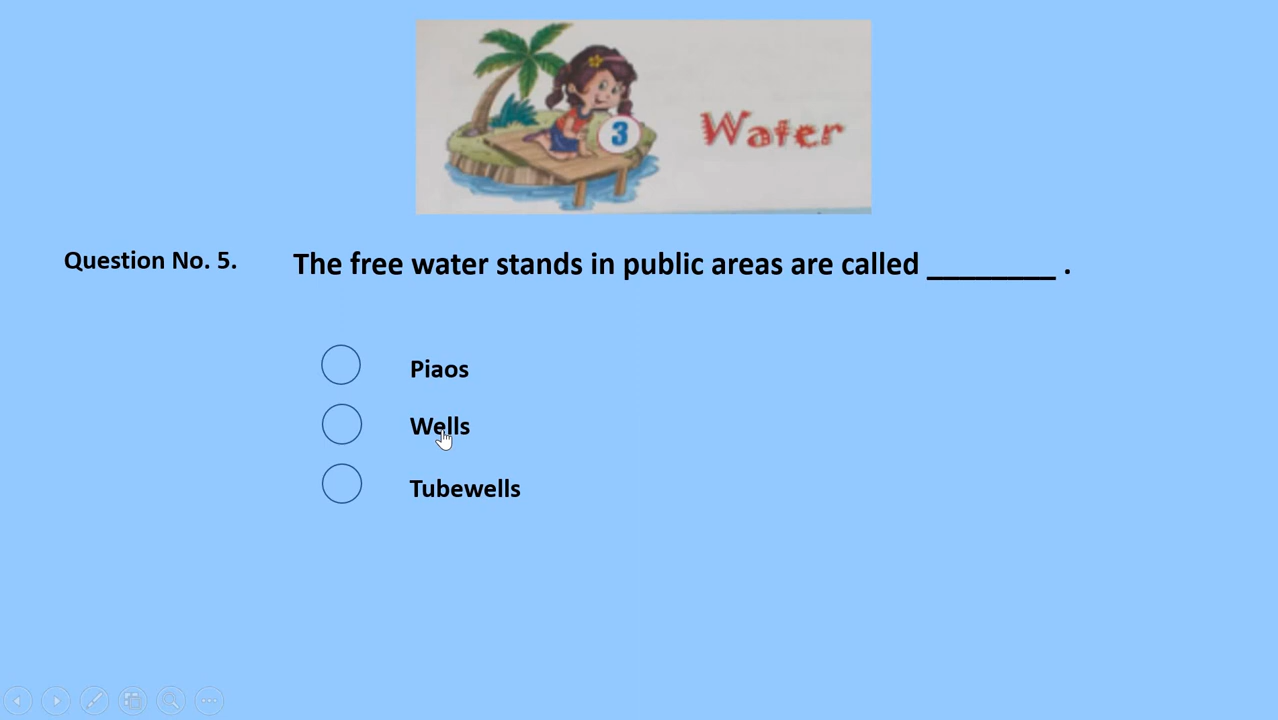 3
Water
Question No. 5.
The free water stands in public areas are called ________ .
Piaos
Wells
Tubewells